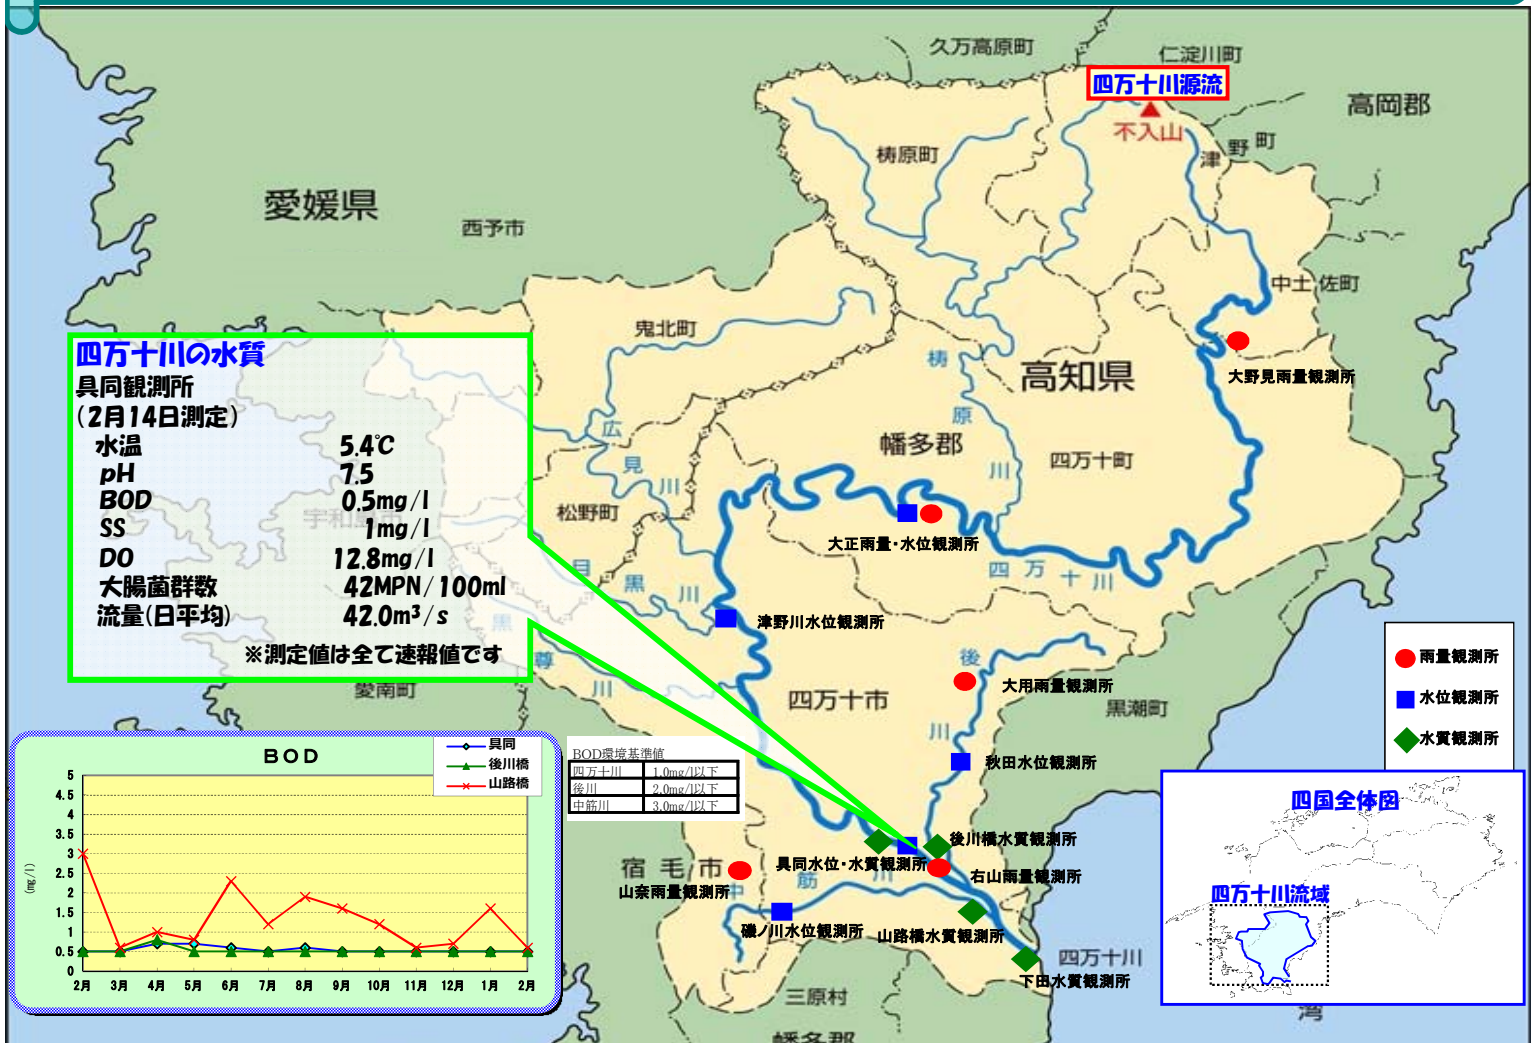 久万高原町
仁淀川町
四万十川源流
不入山
高岡郡
津野町
梼原町
愛媛県
西予市
中土佐町
鬼北町
大野見雨量観測所
高知県
梼原川
四万十川の水質
具同観測所
(2月14日測定)
水温 5.4℃
pH 7.5
BOD 0.5mg/l
SS 1mg/l
DO 12.8mg/l
大腸菌群数 42MPN/100ml
流量(日平均) 42.0m³/s
※測定値は全て速報値です
宇和島市
広見川
幡多郡
四万十町
松野町
大正雨量・水位観測所
四万十川
目黒川
津野川水位観測所
黒尊川
愛南町
四万十市
後川
大用雨量観測所
黒潮町
秋田水位観測所
雨量観測所
水位観測所
水質観測所
BOD
具同
後川橋
山路橋
(mg/l)
5
4.5
4
3.5
3
2.5
2
1.5
1
0.5
0
2月 3月 4月 5月 6月 7月 8月 9月 10月 11月 12月 1月 2月
BOD環境基準値
四万十川 1.0mg/l以下
後川 2.0mg/l以下
中筋川 3.0mg/l以下
後川橋水質観測所
具同水位・水質観測所
右山雨量観測所
宿毛市
山奈雨量観測所
中筋川
磯ノ川水位観測所
山路橋水質観測所
四万十川
下田水質観測所
三原村
幡多郡
湾
四国全体図
四万十川流域